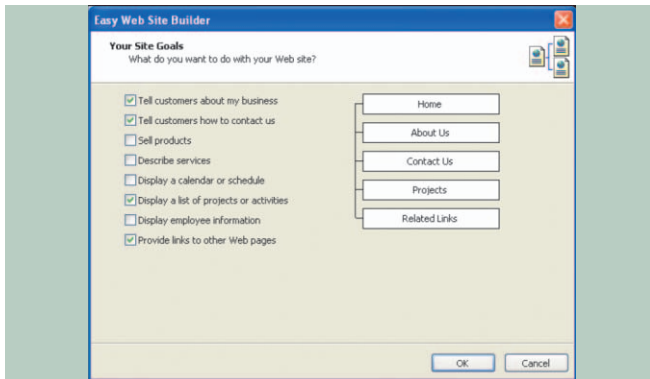 Easy Web Site Builder
Your Site Goals
What do you want to do with your Web site?
Tell customers about my business
Tell customers how to contact us
Sell products
Describe services
Display a calendar or schedule
Display a list of projects or activities
Display employee information
Provide links to other Web pages
Home
About Us
Contact Us
Projects
Related Links
OK
Cancel